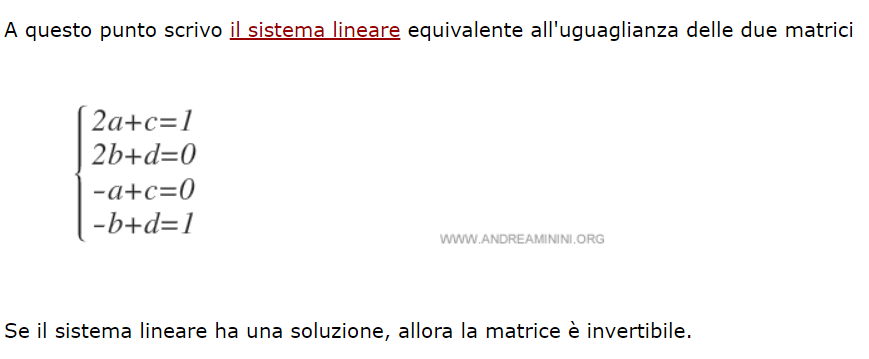 A questo punto scrivo il sistema lineare equivalente all'uguaglianza delle due matrici
2a+c=1
2b+d=0
-a+c=0
-b+d=1
WWW.ANDREAMININI.ORG
Se il sistema lineare ha una soluzione, allora la matrice è invertibile.